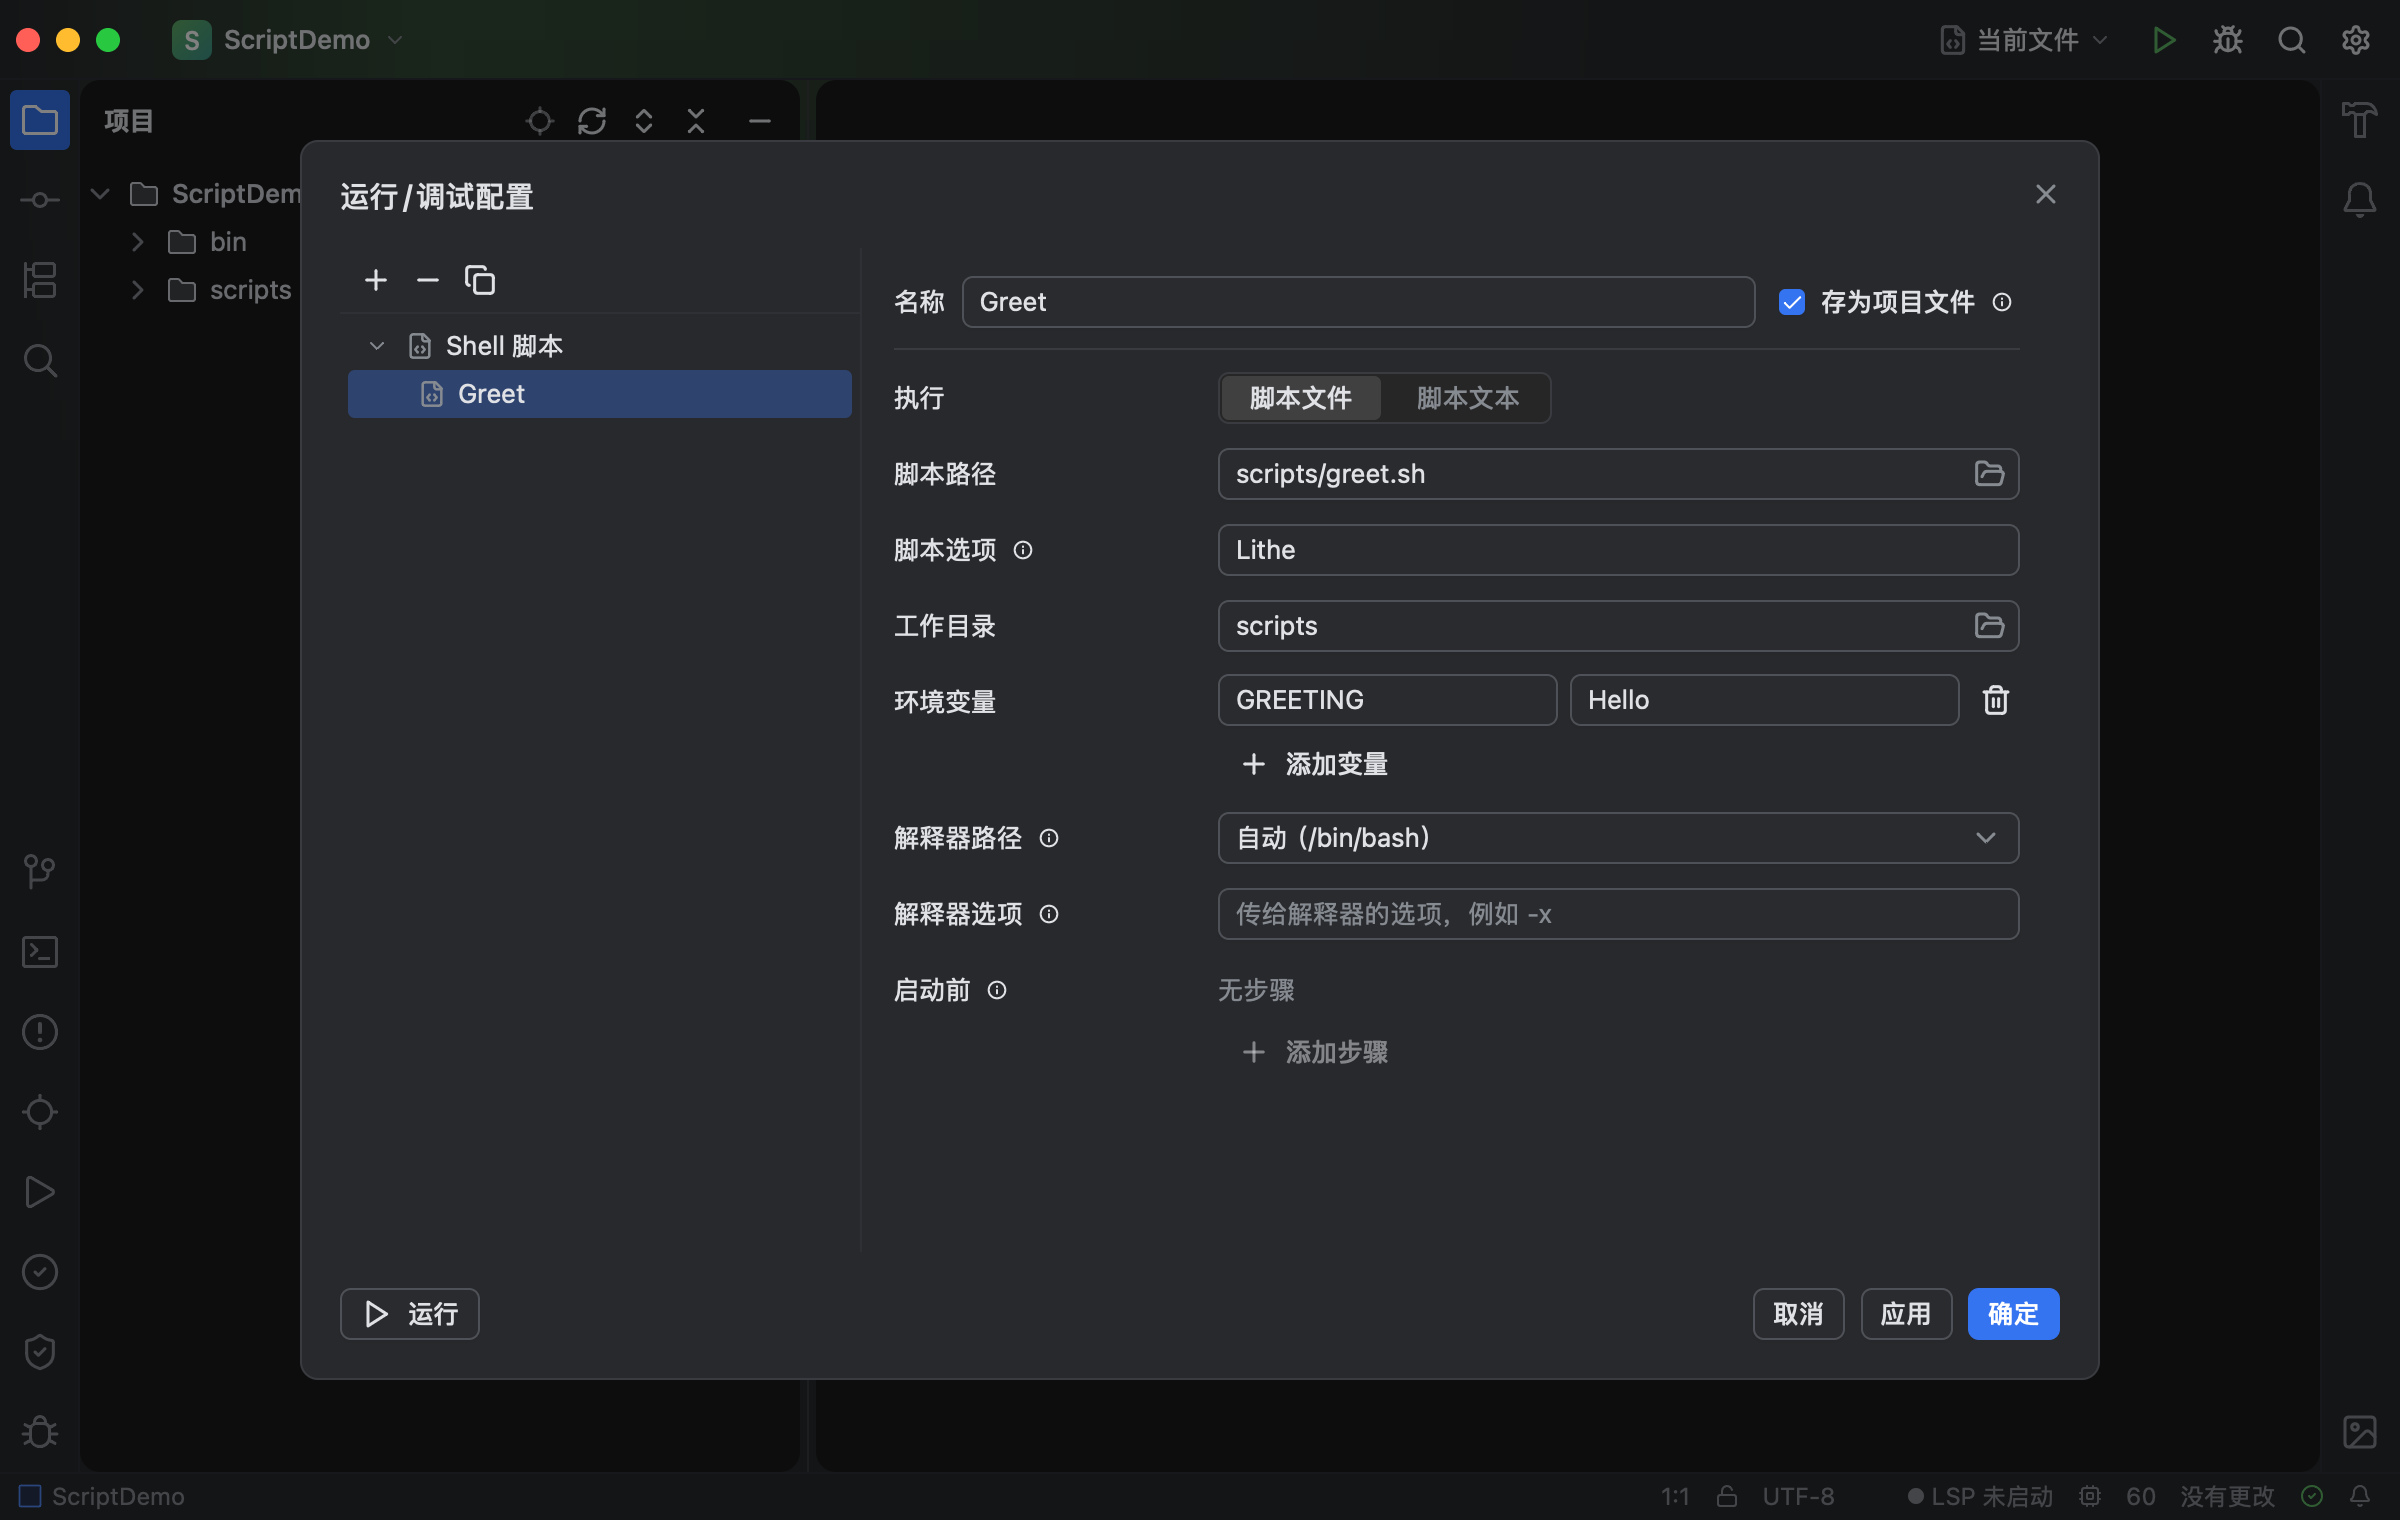 S ScriptDemo
当前文件
项目
ScriptDem
bin
scripts
运行/调试配置
Shell 脚本
Greet
名称 Greet 存为项目文件
执行 脚本文件 脚本文本
脚本路径 scripts/greet.sh
脚本选项 Lithe
工作目录 scripts
环境变量 GREETING Hello
添加变量
解释器路径 自动 (/bin/bash)
解释器选项 传给解释器的选项，例如 -x
启动前 无步骤
添加步骤
运行 取消 应用 确定
ScriptDemo 1:1 UTF-8 LSP 未启动 60 没有更改